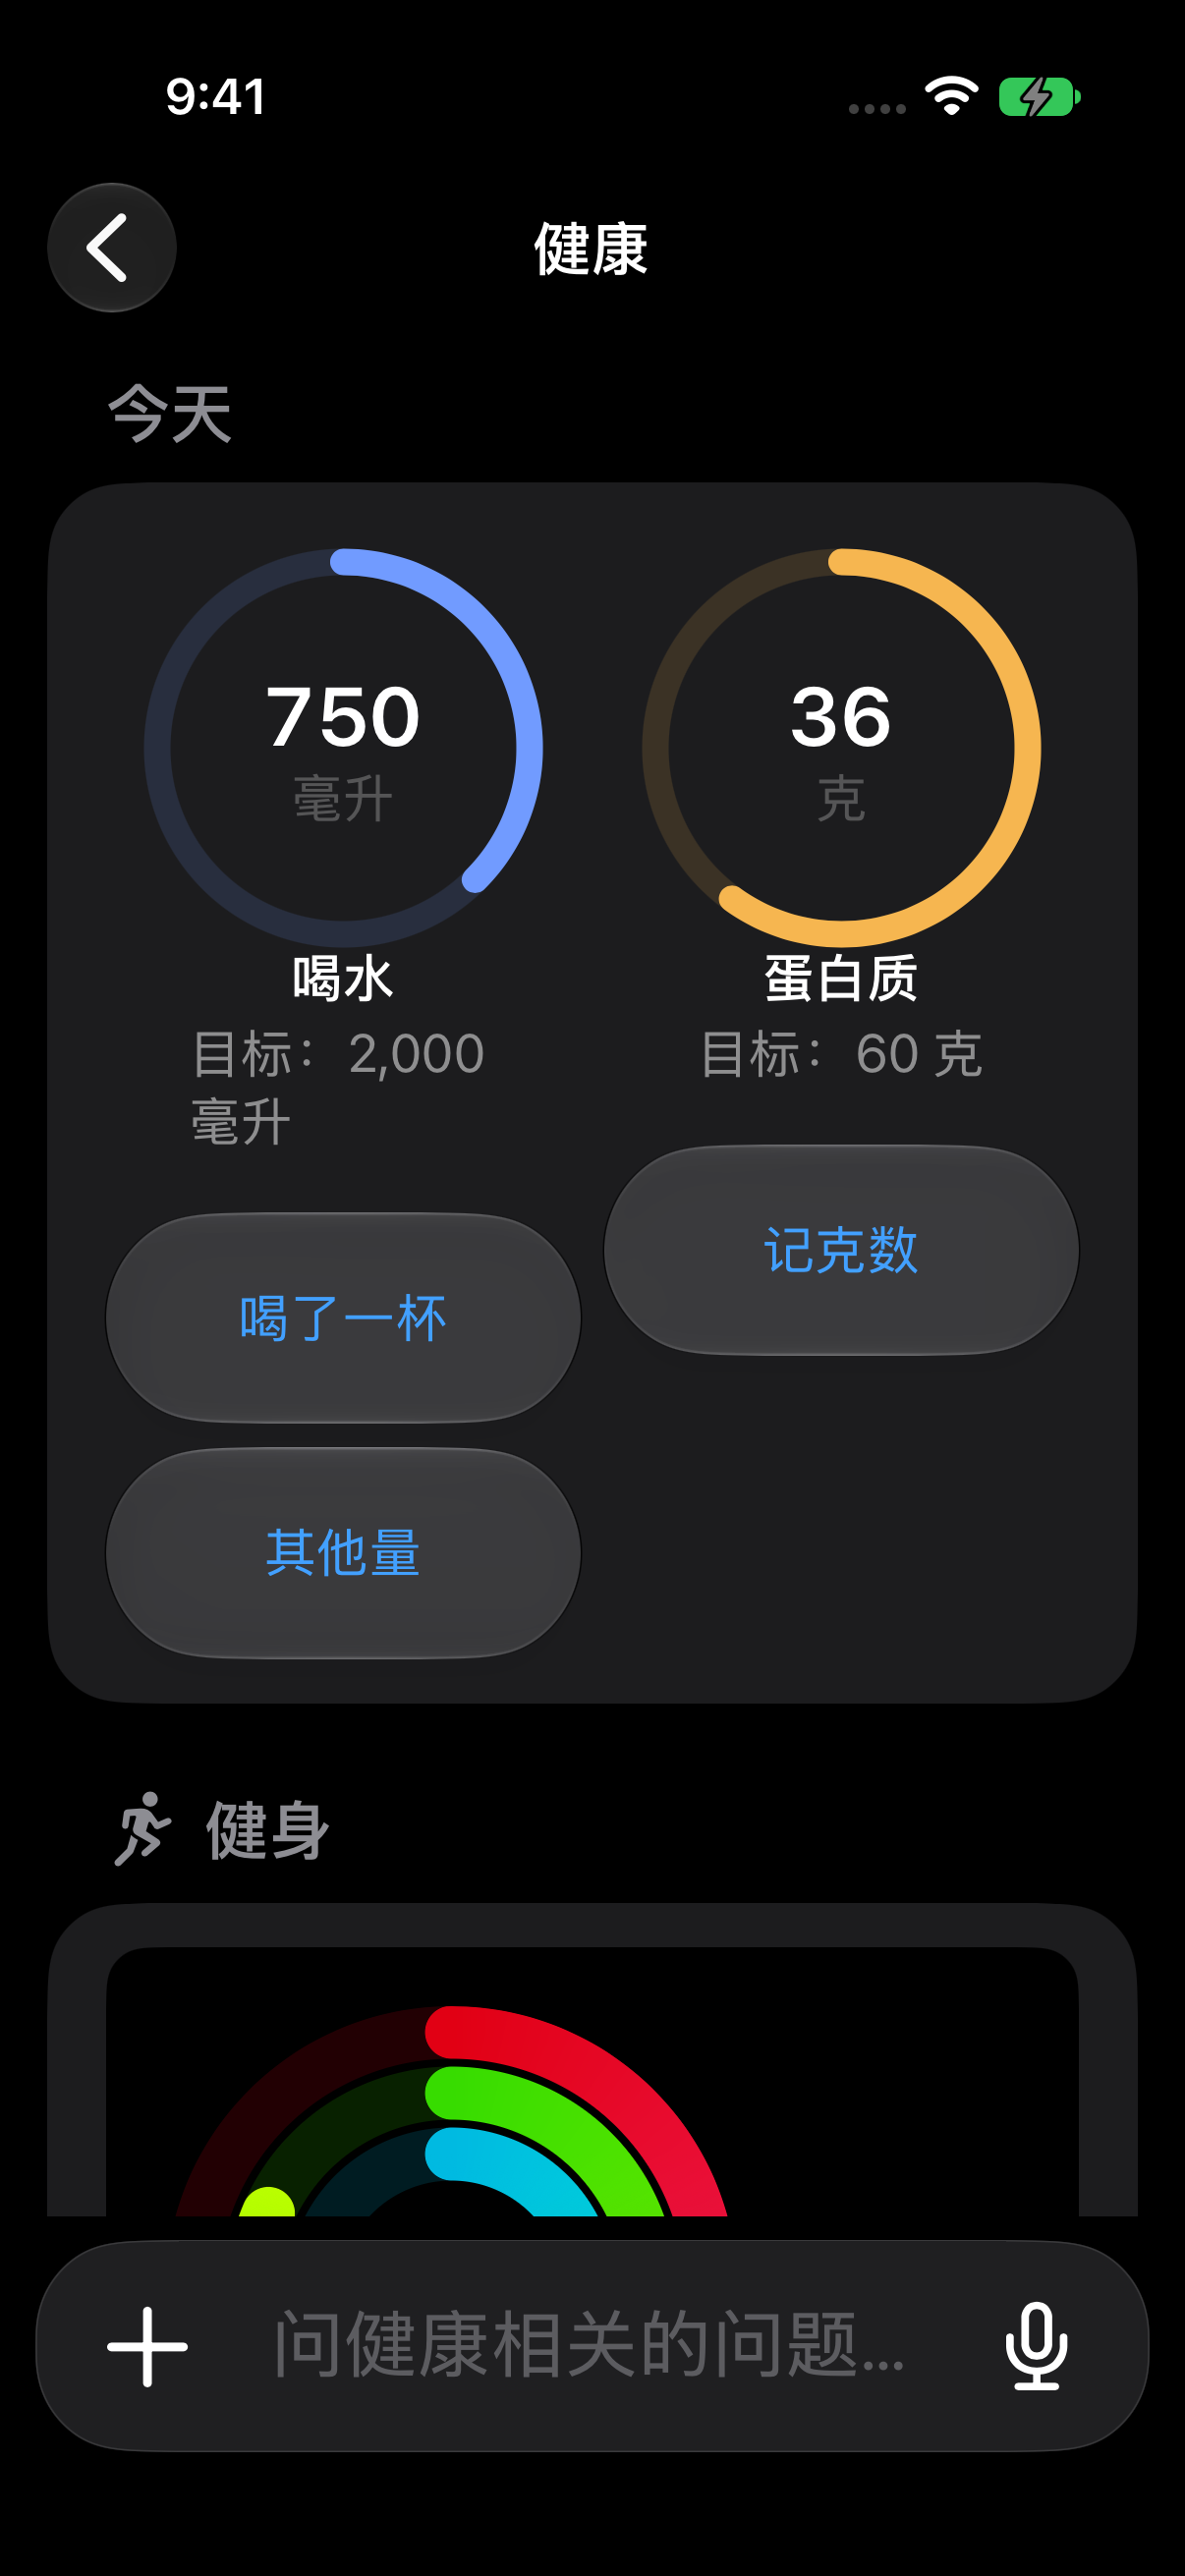 9:41
健康
今天
750
毫升
喝水
目标：2,000
毫升
喝了一杯
其他量
36
克
蛋白质
目标：60 克
记克数
健身
问健康相关的问题...